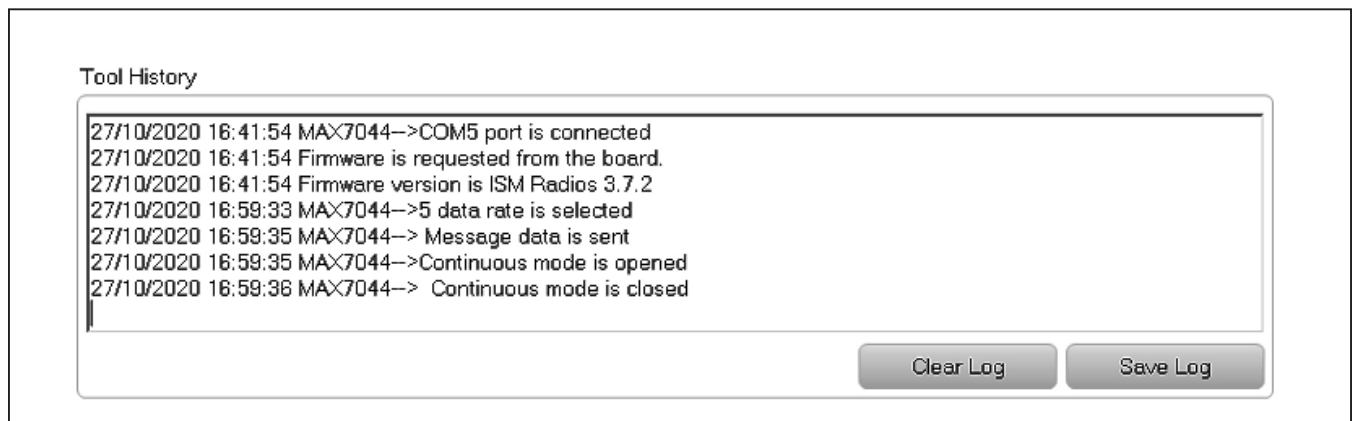 Tool History
27/10/2020 16:41:54 MAX7044-->COM5 port is connected
27/10/2020 16:41:54 Firmware is requested from the board.
27/10/2020 16:41:54 Firmware version is ISM Radios 3.7.2
27/10/2020 16:59:33 MAX7044-->5 data rate is selected
27/10/2020 16:59:35 MAX7044--> Message data is sent
27/10/2020 16:59:35 MAX7044-->Continuous mode is opened
27/10/2020 16:59:36 MAX7044-->  Continuous mode is closed
Clear Log Save Log